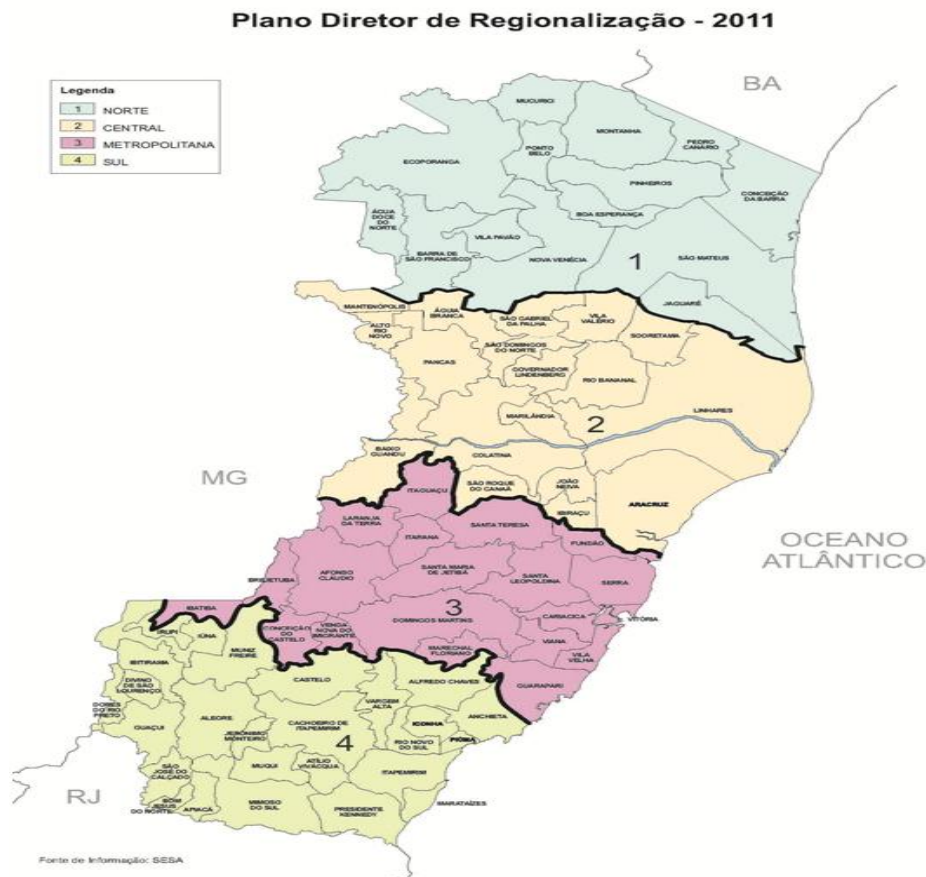 Plano Diretor de Regionalização - 2011
BA
Legenda
1 NORTE
2 CENTRAL
3 METROPOLITANA
4 SUL
MUCURICI
MONTANHA
PEDRO
CANÁRIO
PONTO
BELO
ECOPORANGA
PINHEIROS
CONCEIÇÃO
DA BARRA
ÁGUA
DOCE DO
NORTE
BOA ESPERANÇA
VILA PAVÃO
BARRA DE
SÃO FRANCISCO
NOVA VENÉCIA
1
SÃO MATEUS
JAGUARÉ
MANTENÓPOLIS
ÁGUIA
BRANCA
SÃO GABRIEL
DA PALHA
VILA
VALÉRIO
ALTO
RIO
NOVO
SOORETAMA
PANCAS
SÃO DOMINGOS
DO NORTE
GOVERNADOR
LINDENBERG
RIO BANANAL
MARILÂNDIA
2
LINHARES
BAIXO
GUANDU
COLATINA
MG
ITAGUAÇU
SÃO ROQUE
DO CANAÃ
JOÃO
NEIVA
IBIRAÇU
ARACRUZ
LARANJA
DA TERRA
SANTA TERESA
ITARANA
FUNDÃO
OCEANO
ATLÂNTICO
BREJETUBA
AFONSO
CLAUDIO
SANTA MARIA
DE JETIBÁ
SANTA
LEOPOLDINA
SERRA
IBATIBA
3
CARIACICA
VITÓRIA
CONCEIÇÃO
DO
CASTELO
VENDA
NOVA DO
IMIGRANTE
DOMINGOS MARTINS
IRUPI
IÚNA
MUNIZ
FREIRE
MARECHAL
FLORIANO
VIANA
VILA
VELHA
IBITIRAMA
GUARAPARI
DIVINO
DE SÃO
LOURENÇO
CASTELO
ALFREDO CHAVES
DORES
DO RIO
PRETO
VARGEM
ALTA
ANCHIETA
GUAÇUI
ALEGRE
CACHOEIRO DE
ITAPEMIRIM
ICONHA
JERÔNIMO
MONTEIRO
4
RIO NOVO
DO SUL
PIÚMA
SÃO
JOSÉ DO
CALÇADO
MUQUI
ATÍLIO
VIVÁCQUA
ITAPEMIRIM
RJ
BOM
JESUS
DO NORTE
APIACÁ
MIMOSO
DO SUL
PRESIDENTE
KENNEDY
MARATAÍZES
Fonte de Informação: SESA